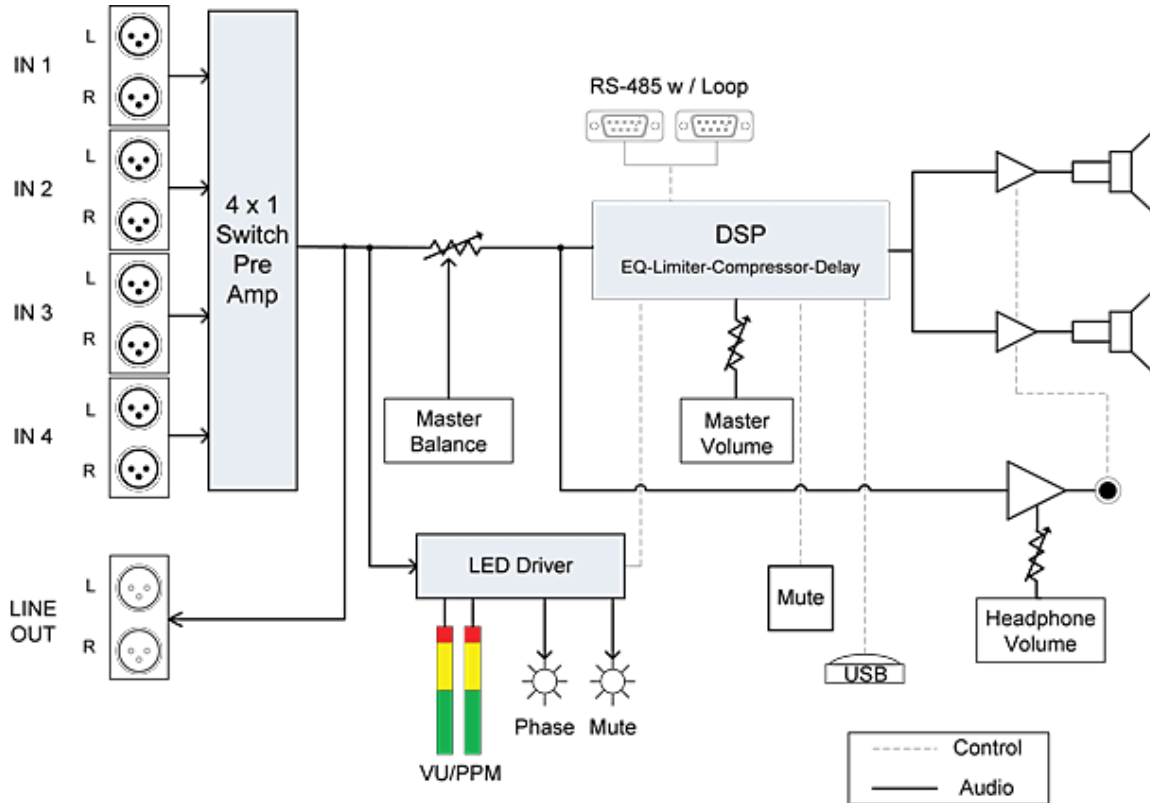 L
IN 1
R
L
IN 2
R
L
IN 3
R
L
IN 4
R
4 x 1
Switch
Pre
Amp
RS-485 w / Loop
DSP
EQ-Limiter-Compressor-Delay
Master
Balance
Master
Volume
LED Driver
Mute
Headphone
Volume
L
LINE
OUT
R
USB
Phase
Mute
VU/PPM
Control
Audio